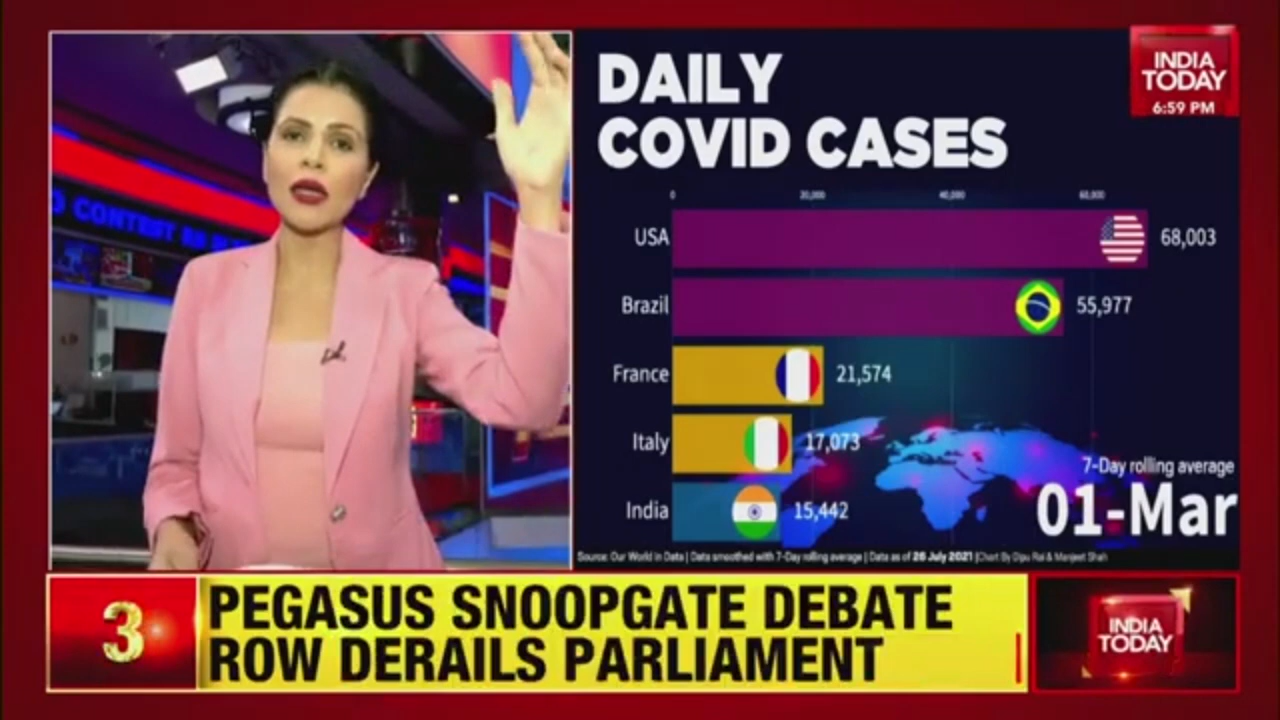 DAILY
COVID CASES
INDIA
TODAY
6:59 PM
CONTEST
0 20,000 40,000 60,000
USA 68,003
Brazil 55,977
France 21,574
Italy 17,073
India 15,442
7-Day rolling average
01-Mar
Source: Our World in Data | Data smoothed with 7-Day rolling average | Data as of 26 July 2021 |Chart By Dipu Rai & Manjeet Shah
3
PEGASUS SNOOPGATE DEBATE
ROW DERAILS PARLIAMENT
INDIA
TODAY